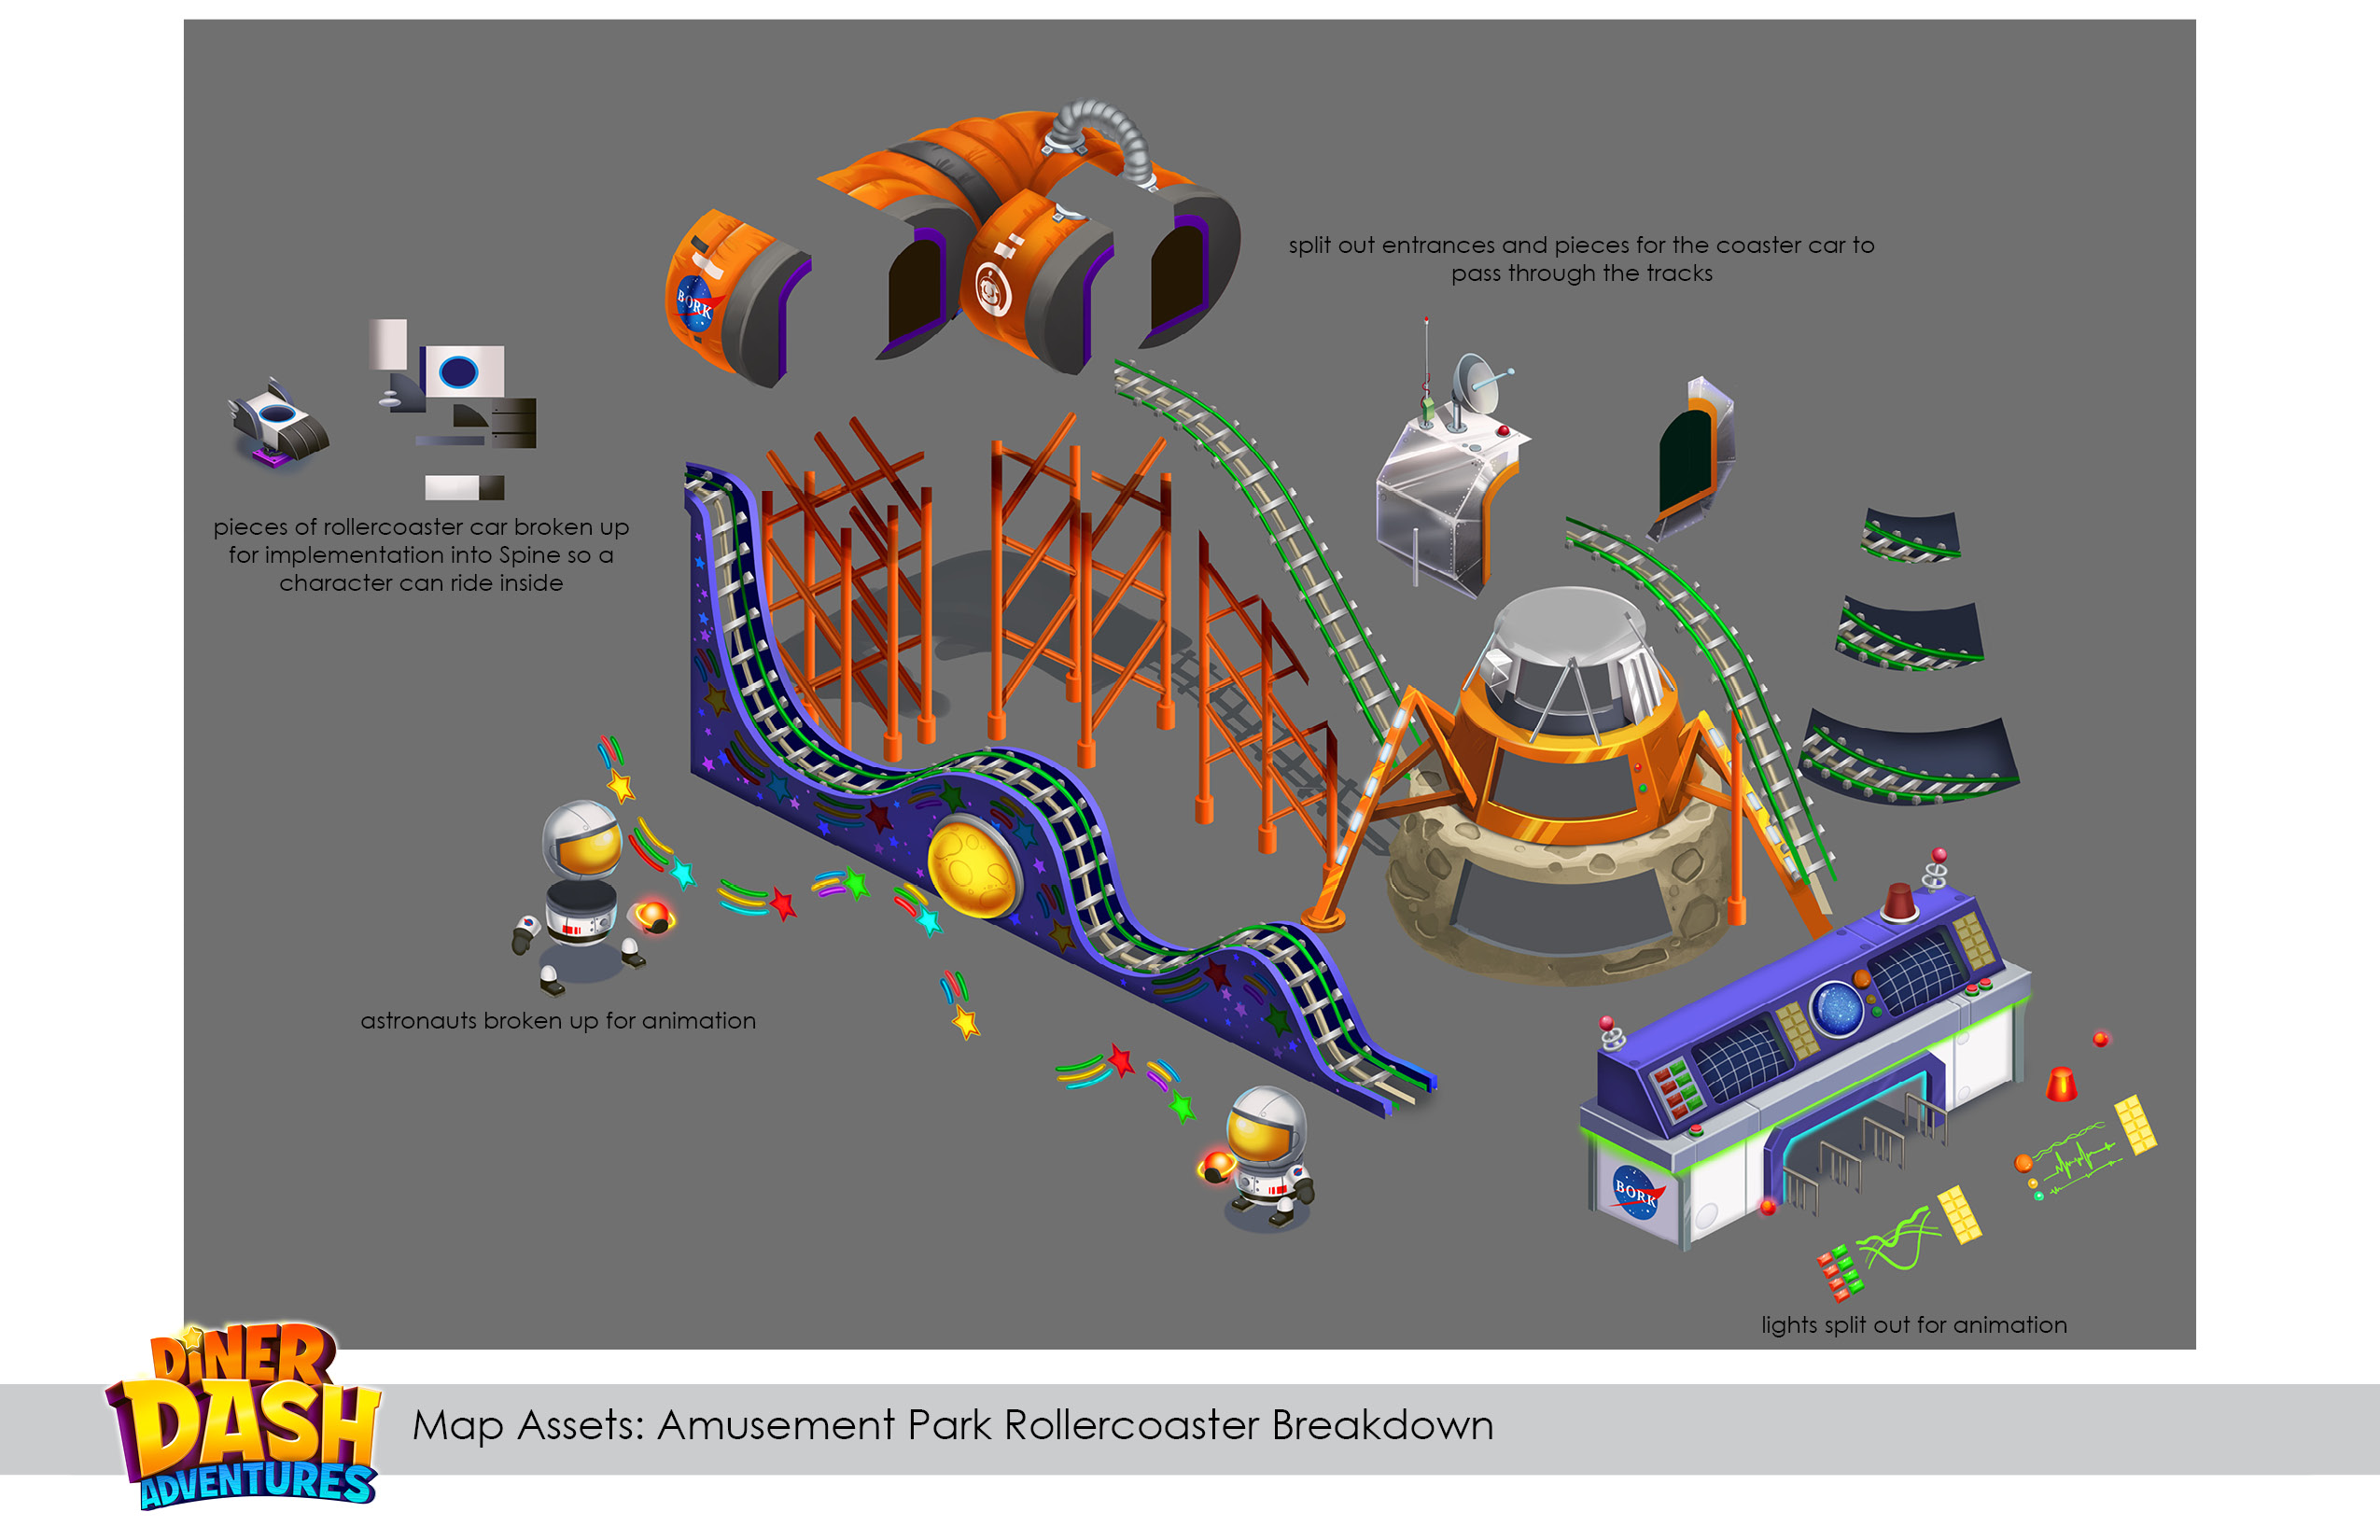 split out entrances and pieces for the coaster car to
pass through the tracks
BORK
pieces of rollercoaster car broken up
for implementation into Spine so a
character can ride inside
astronauts broken up for animation
BORK
lights split out for animation
DINER
DASH
ADVENTURES
Map Assets: Amusement Park Rollercoaster Breakdown